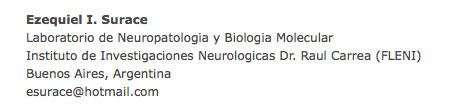 Ezequiel I. Surace
Laboratorio de Neuropatologia y Biologia Molecular
Instituto de Investigaciones Neurologicas Dr. Raul Carrea (FLENI)
Buenos Aires, Argentina
esurace@hotmail.com